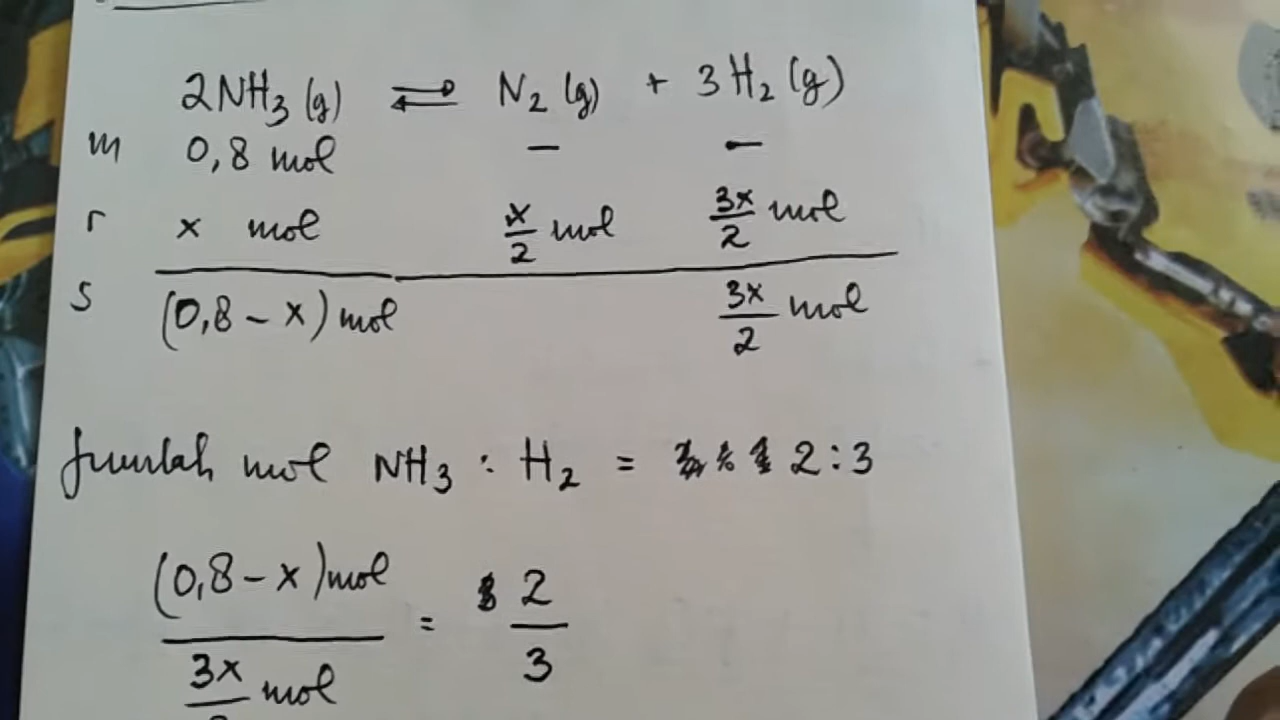 2NH₃ (g) ⇌ N₂ (g) + 3H₂ (g)
m 0,8 mol – –
r x mol x/2 mol 3x/2 mol
s (0,8 – x) mol 3x/2 mol
Jumlah mol NH₃ : H₂ = 2 : 3
(0,8 – x) mol / 3x/2 mol = 2/3